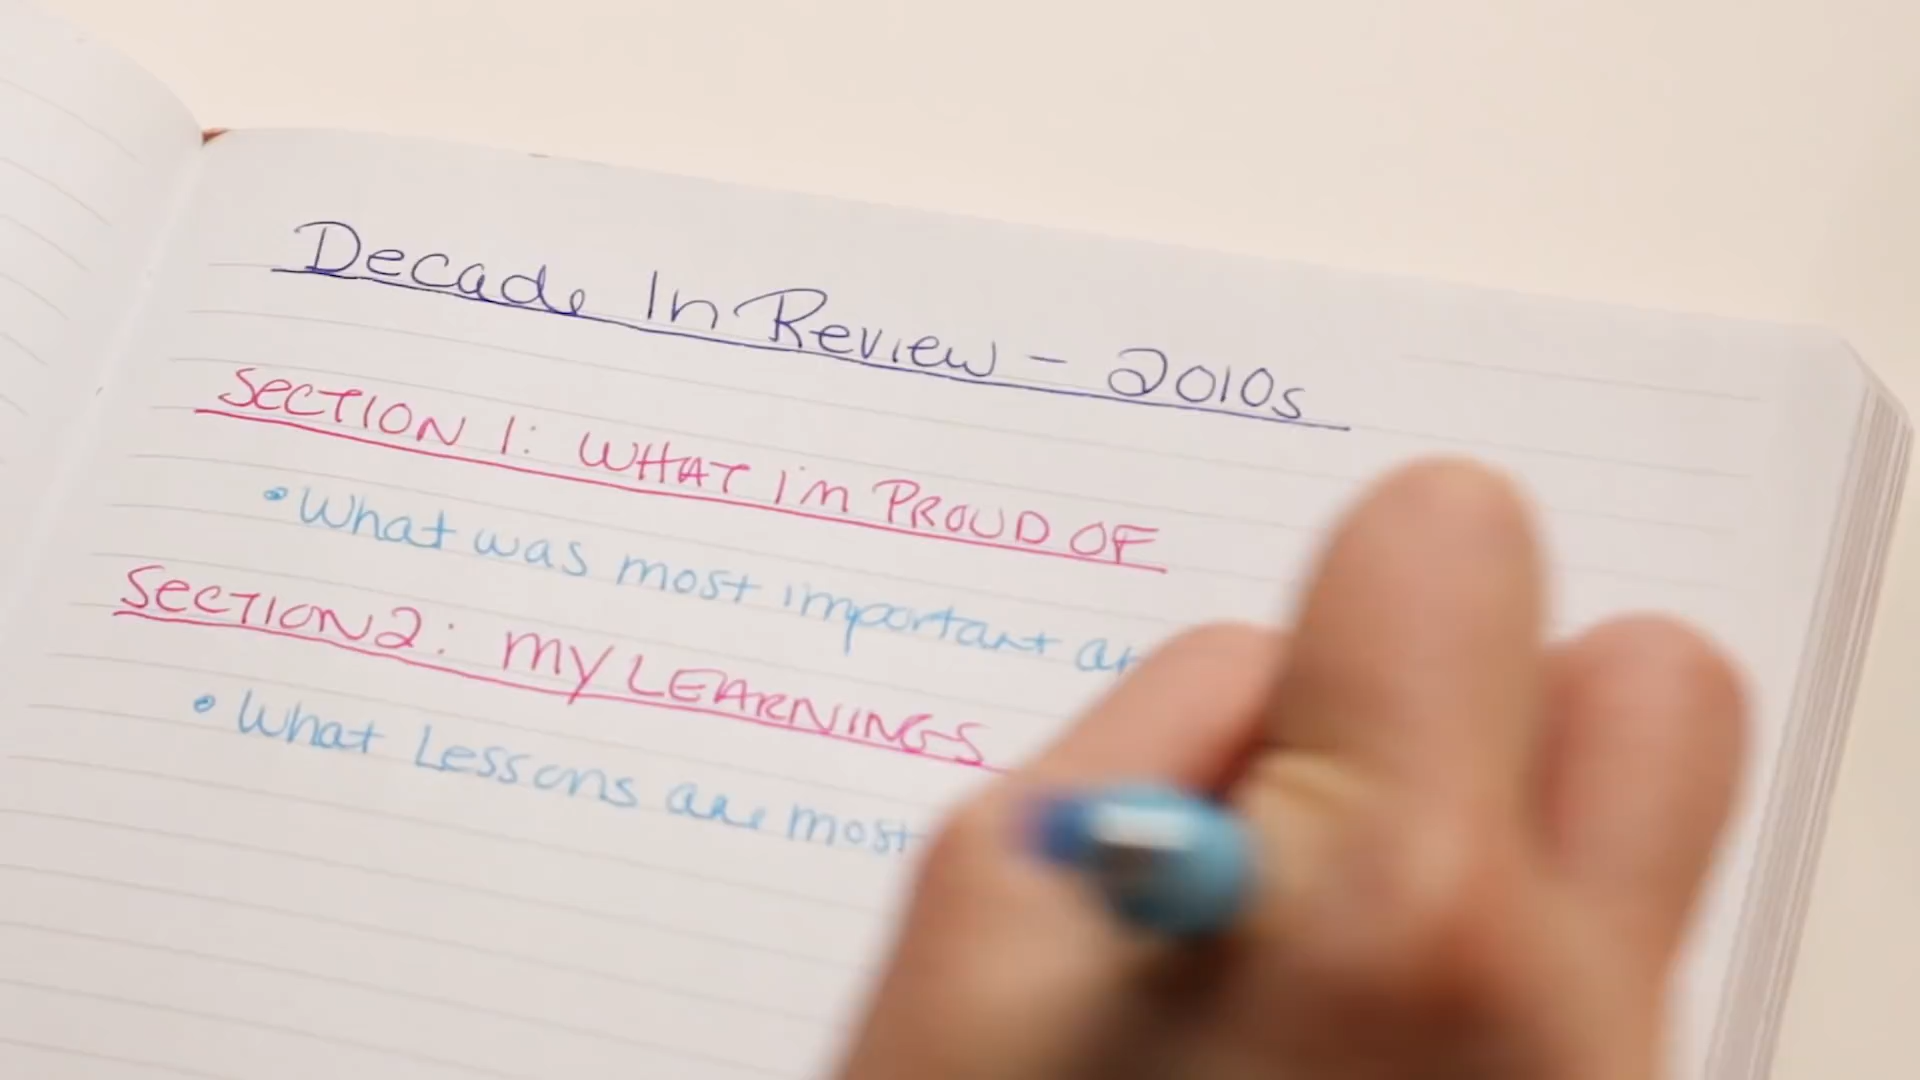 Decade In Review - 2010s
SECTION 1: WHAT I'm PROUD OF
• What was most important
SECTION 2: MY LEARNINGS
• What Lessons are most